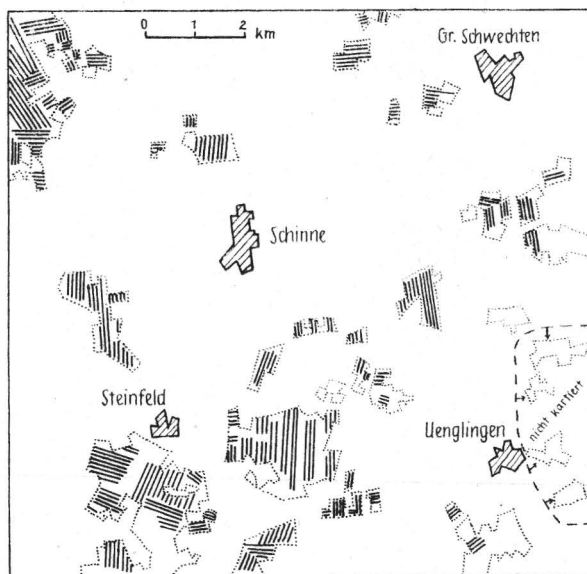 0 1 2
km
Gr. Schwechten
Schinne
Steinfeld
Uenglingen
nicht kartiert